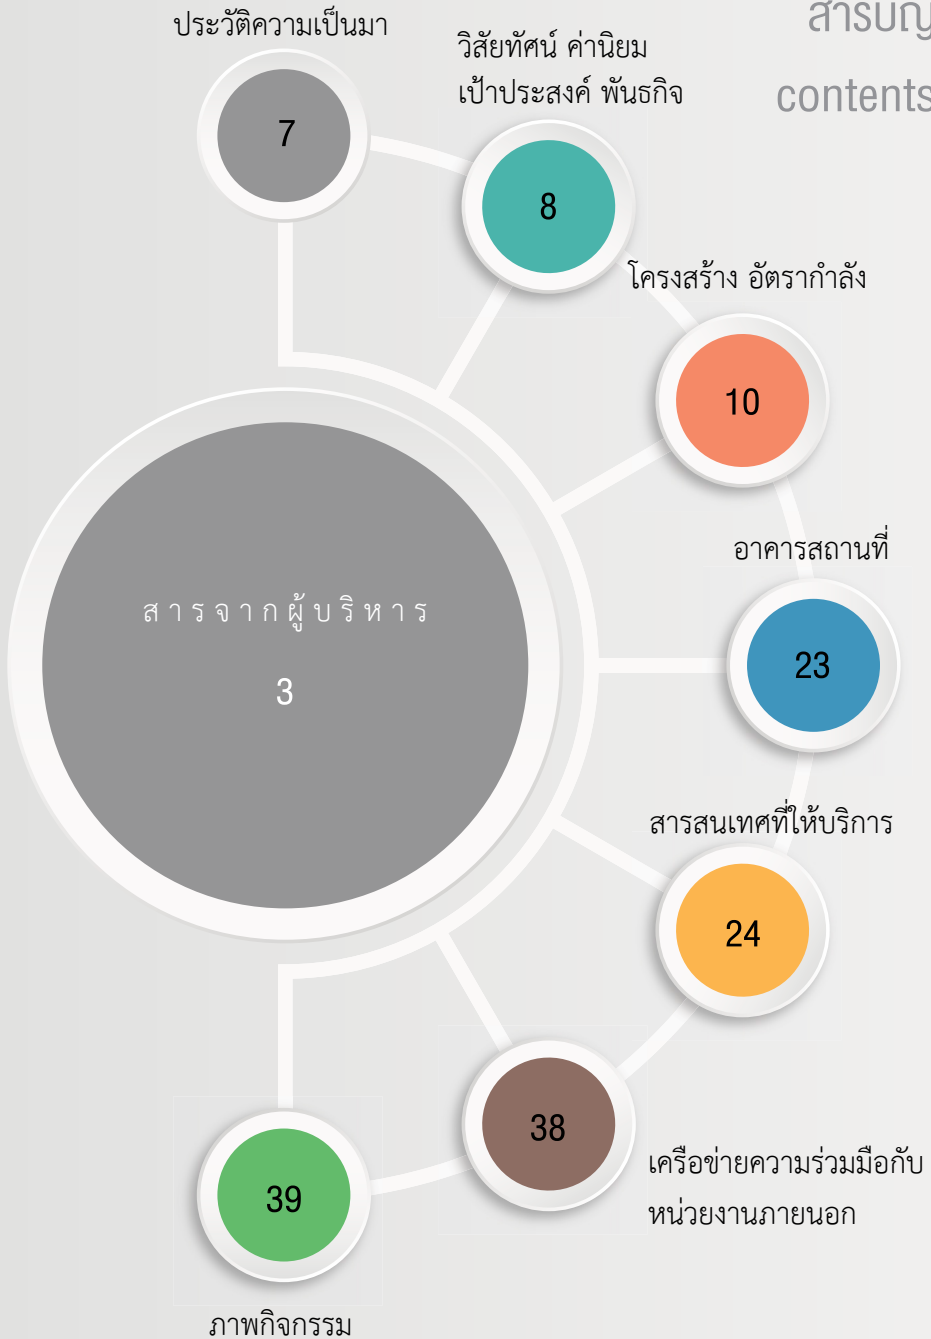 สารบัญ
contents
ประวัติความเป็นมา
7
วิสัยทัศน์ ค่านิยม
เป้าประสงค์ พันธกิจ
8
โครงสร้าง อัตรากำลัง
10
อาคารสถานที่
23
สารจากผู้บริหาร
3
สารสนเทศที่ให้บริการ
24
เครือข่ายความร่วมมือกับ
หน่วยงานภายนอก
38
39
ภาพกิจกรรม